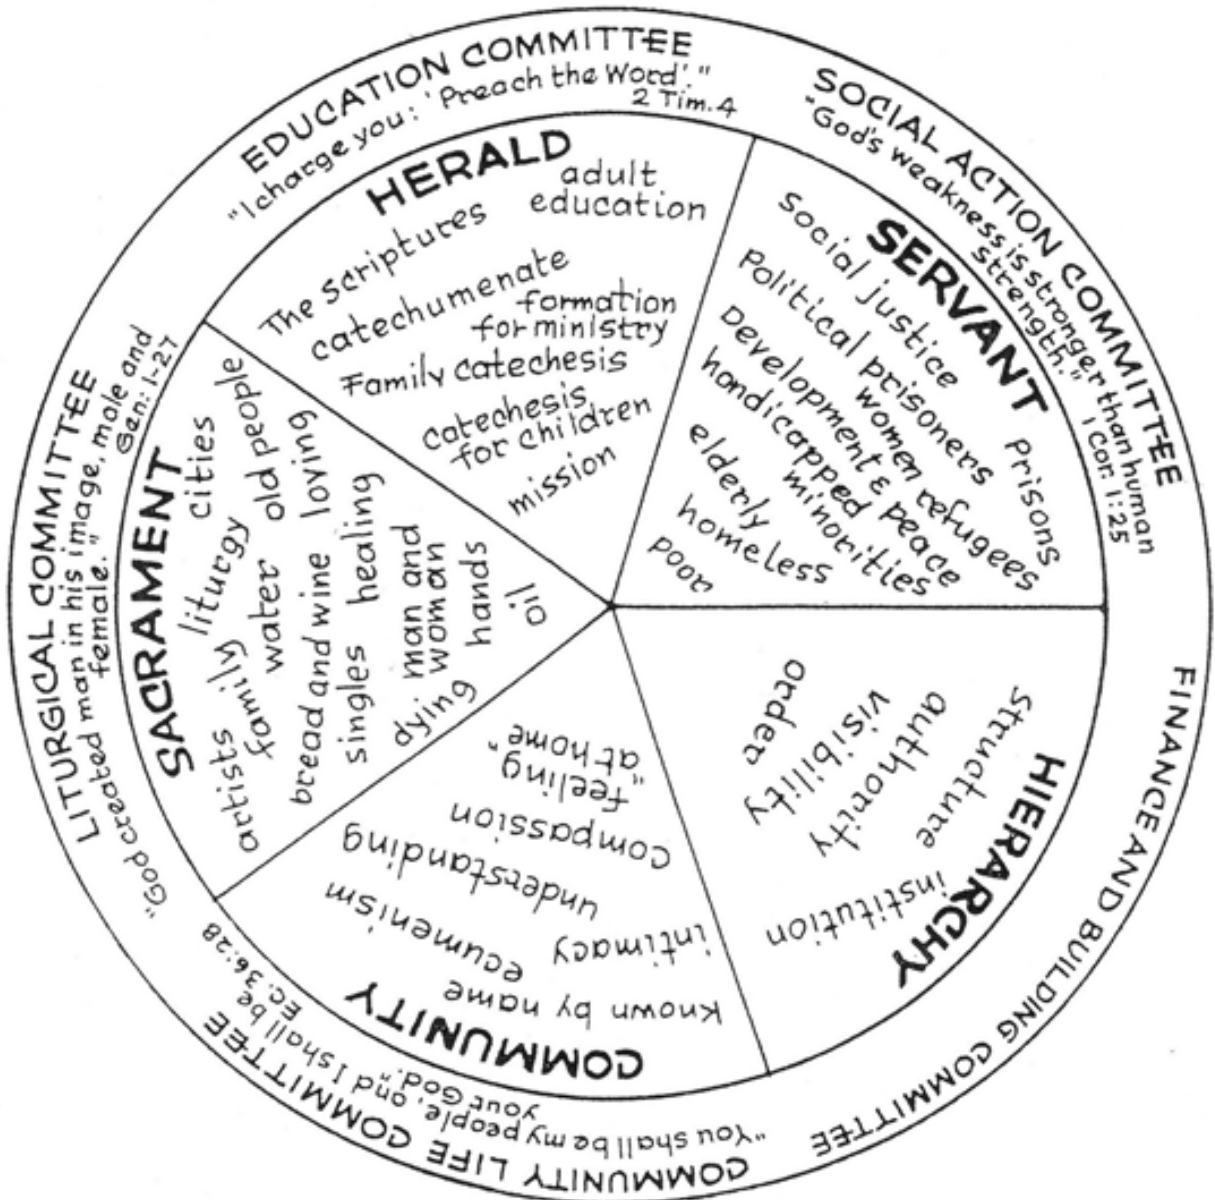 EDUCATION COMMITTEE
"I charge you: 'Preach the Word'."
2 Tim. 4
HERALD
adult
education
The Scriptures
catechumenate
formation
for ministry
Family catechesis
catechesis
for children
mission
SOCIAL ACTION COMMITTEE
"God's weakness is stronger than human
strength."
1 Cor. 1:25
SERVANT
Social justice
Prisons
Political prisoners
women refugees
Development & peace
handicapped minorities
elderly
homeless
poor
FINANCE AND BUILDING COMMITTEE
HIERARCHY
structure
institution
authority
visibility
order
COMMUNITY LIFE COMMITTEE
"You shall be my people, and I shall be
your God."
EC. 36:28
COMMUNITY
known by name
intimacy
ecumenism
understanding
compassion
"feeling
at home"
LITURGICAL COMMITTEE
"God created man in his image, male and
female."
Gen: 1-27
SACRAMENT
cities
artists
liturgy
family
old people
water
loving
bread and wine
healing
singles
man and
woman
dying
hands
oil